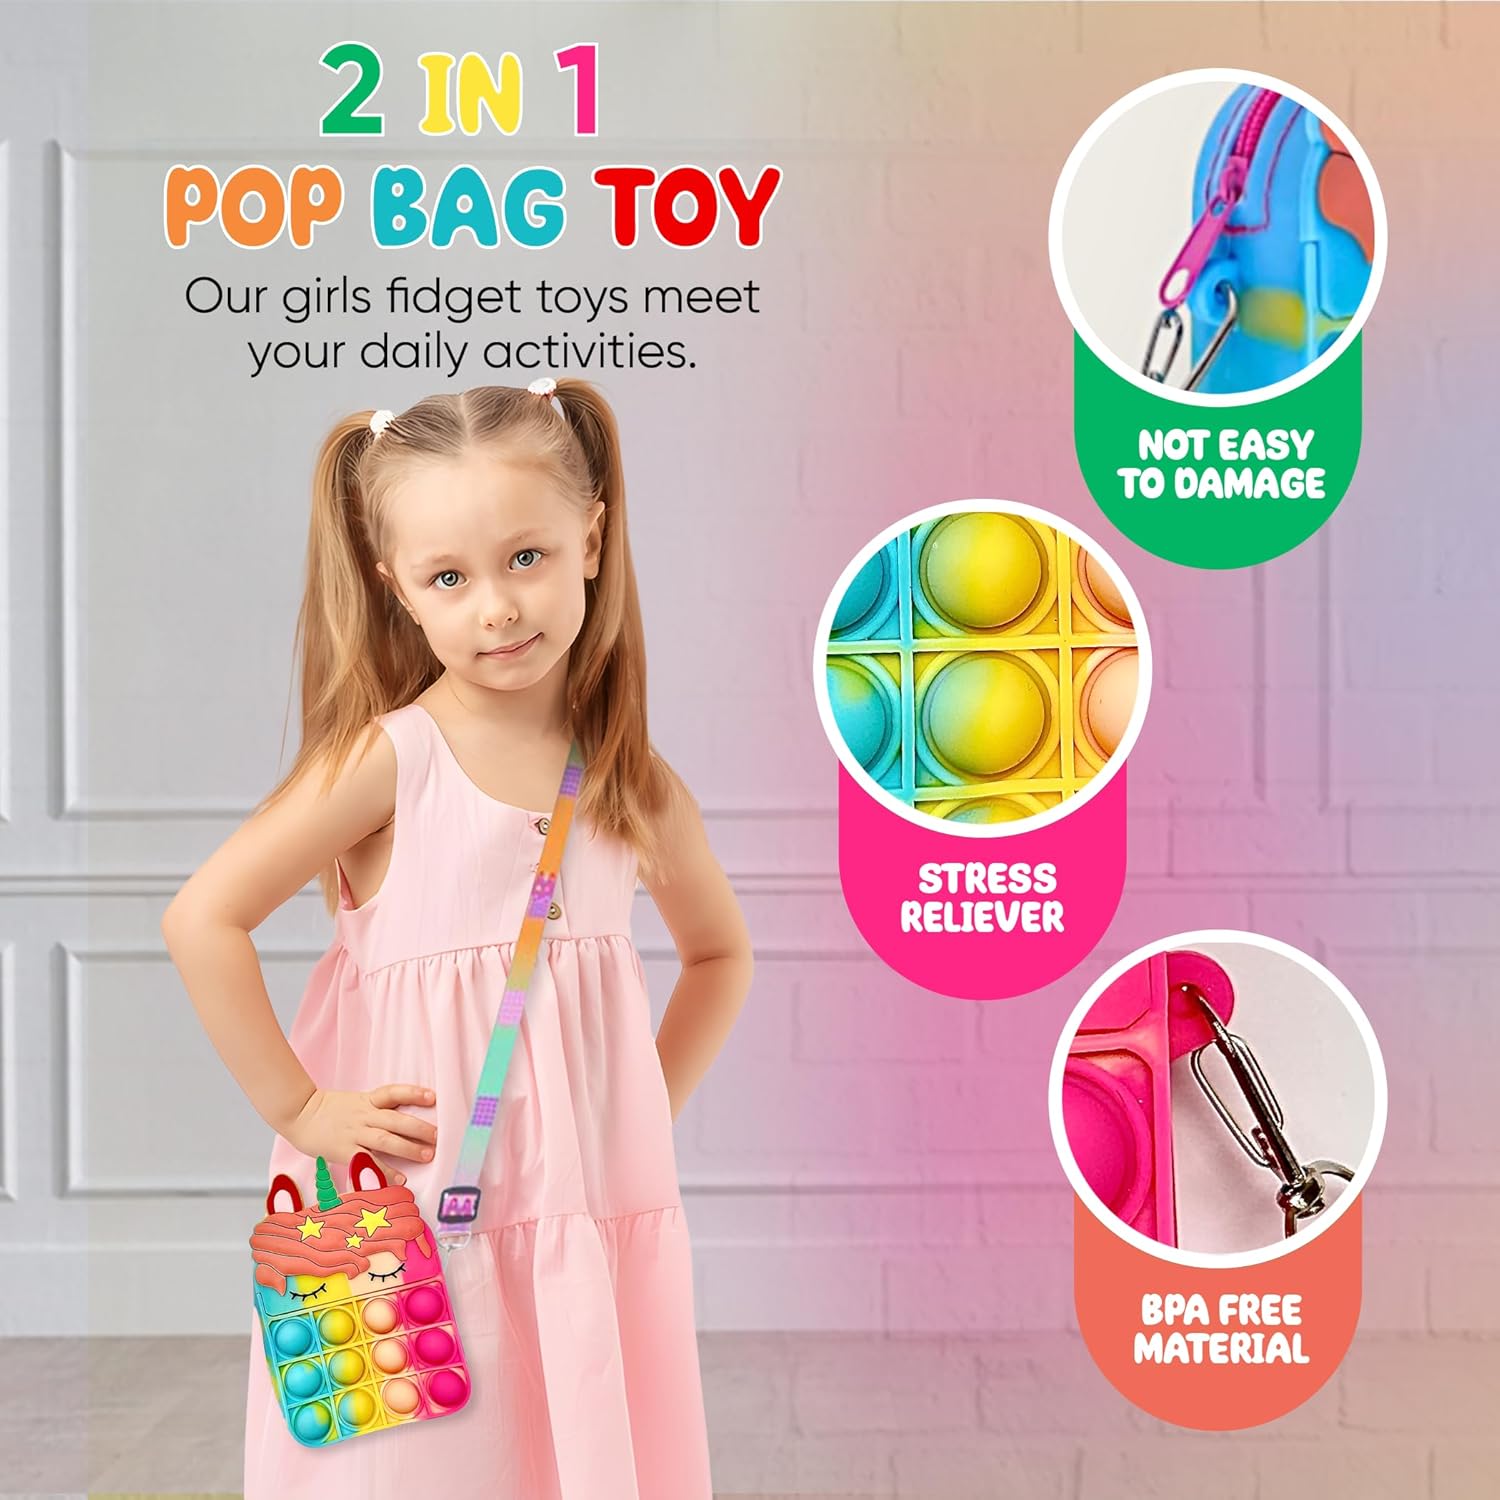 2 IN 1
POP BAG TOY
Our girls fidget toys meet
your daily activities.
NOT EASY
TO DAMAGE
STRESS
RELIEVER
BPA FREE
MATERIAL